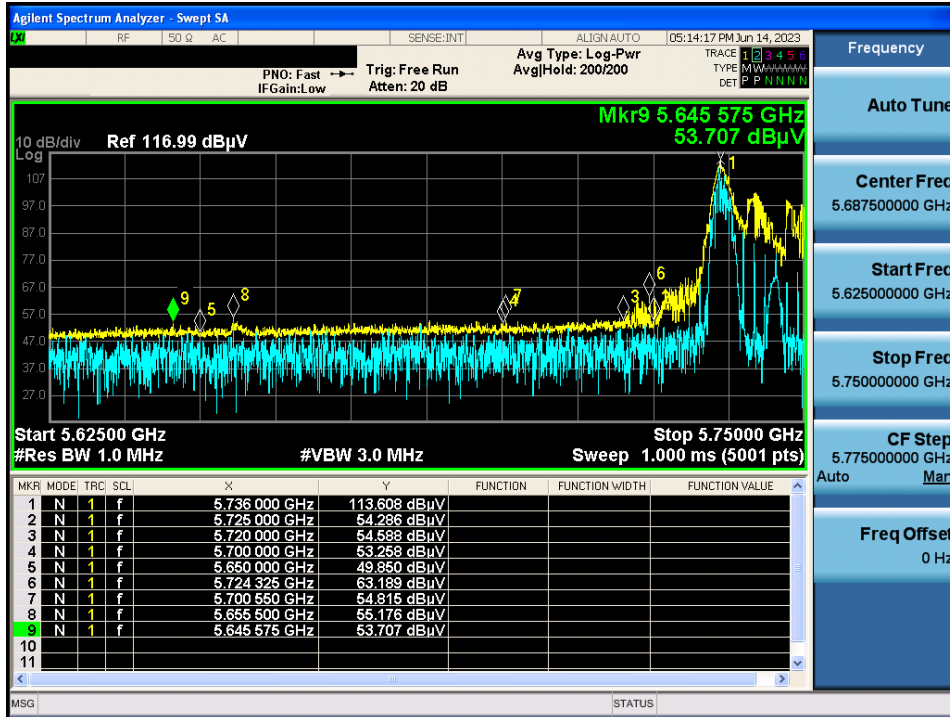 Agilent Spectrum Analyzer - Swept SA
LXI RF 50 Ω AC SENSE:INT ALIGN AUTO 05:14:17 PM Jun 14, 2023
PNO: Fast Trig: Free Run Avg Type: Log-Pwr TRACE 1 2 3 4 5 6
IFGain:Low Atten: 20 dB Avg|Hold: 200/200 TYPE MWWWWW
DET P P N N N N
Mkr9 5.645 575 GHz
53.707 dBµV
10 dB/div Ref 116.99 dBµV
Log
107
97.0
87.0
77.0
67.0
57.0
47.0
37.0
27.0
1
6
9 5 8 7 3
Start 5.62500 GHz Stop 5.75000 GHz
#Res BW 1.0 MHz #VBW 3.0 MHz Sweep 1.000 ms (5001 pts)
MKR MODE TRC SCL X Y FUNCTION FUNCTION WIDTH FUNCTION VALUE
1 N 1 f 5.736 000 GHz 113.608 dBµV
2 N 1 f 5.725 000 GHz 54.286 dBµV
3 N 1 f 5.720 000 GHz 54.588 dBµV
4 N 1 f 5.700 000 GHz 53.258 dBµV
5 N 1 f 5.650 000 GHz 49.850 dBµV
6 N 1 f 5.724 325 GHz 63.189 dBµV
7 N 1 f 5.700 550 GHz 54.815 dBµV
8 N 1 f 5.655 500 GHz 55.176 dBµV
9 N 1 f 5.645 575 GHz 53.707 dBµV
10
11
MSG STATUS
Frequency
Auto Tune
Center Freq
5.687500000 GHz
Start Freq
5.625000000 GHz
Stop Freq
5.750000000 GHz
CF Step
5.775000000 GHz
Auto Man
Freq Offset
0 Hz